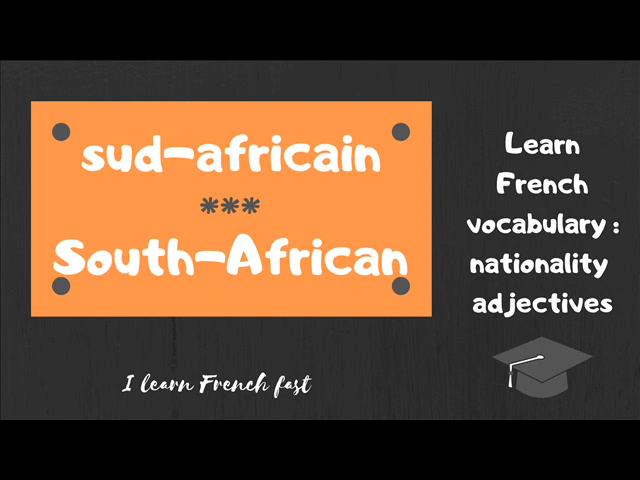 sud-africain
***
South-African
Learn
French
vocabulary :
nationality
adjectives
I learn French fast